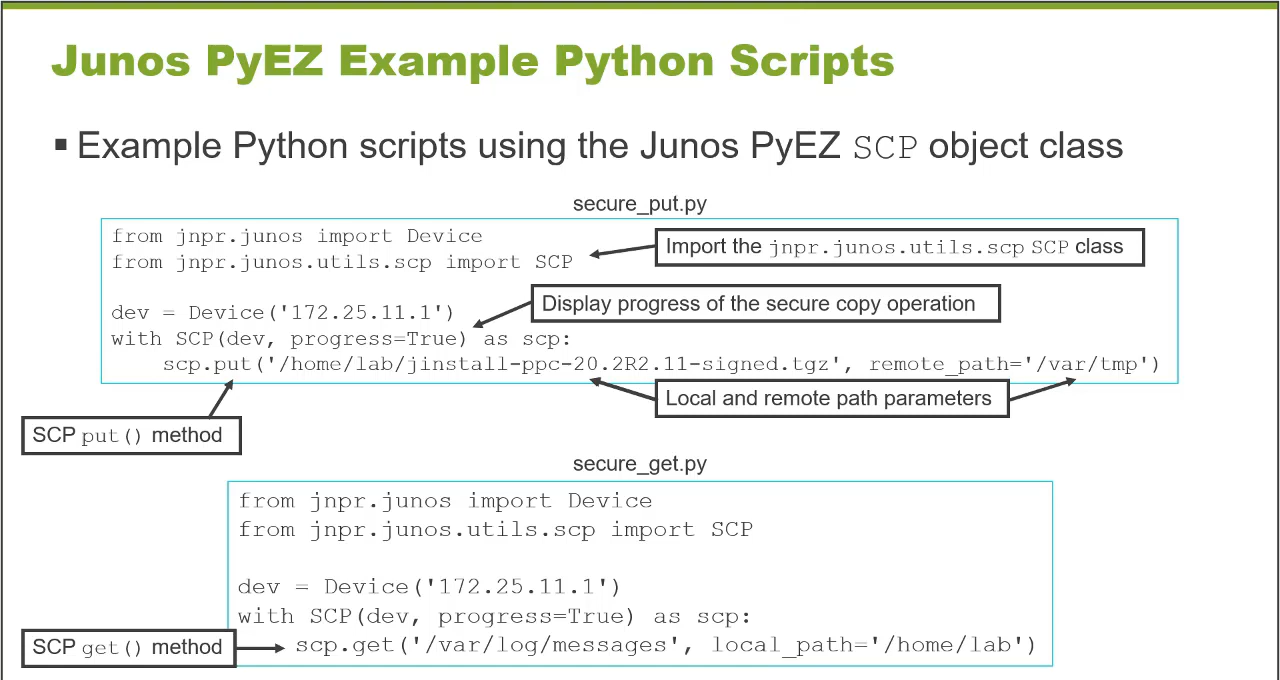 Junos PyEZ Example Python Scripts
▪ Example Python scripts using the Junos PyEZ SCP object class
secure_put.py
from jnpr.junos import Device
from jnpr.junos.utils.scp import SCP
Import the jnpr.junos.utils.scp SCP class
dev = Device('172.25.11.1')
Display progress of the secure copy operation
with SCP(dev, progress=True) as scp:
scp.put('/home/lab/jinstall-ppc-20.2R2.11-signed.tgz', remote_path='/var/tmp')
Local and remote path parameters
SCP put() method
secure_get.py
from jnpr.junos import Device
from jnpr.junos.utils.scp import SCP
dev = Device('172.25.11.1')
with SCP(dev, progress=True) as scp:
scp.get('/var/log/messages', local_path='/home/lab')
SCP get() method